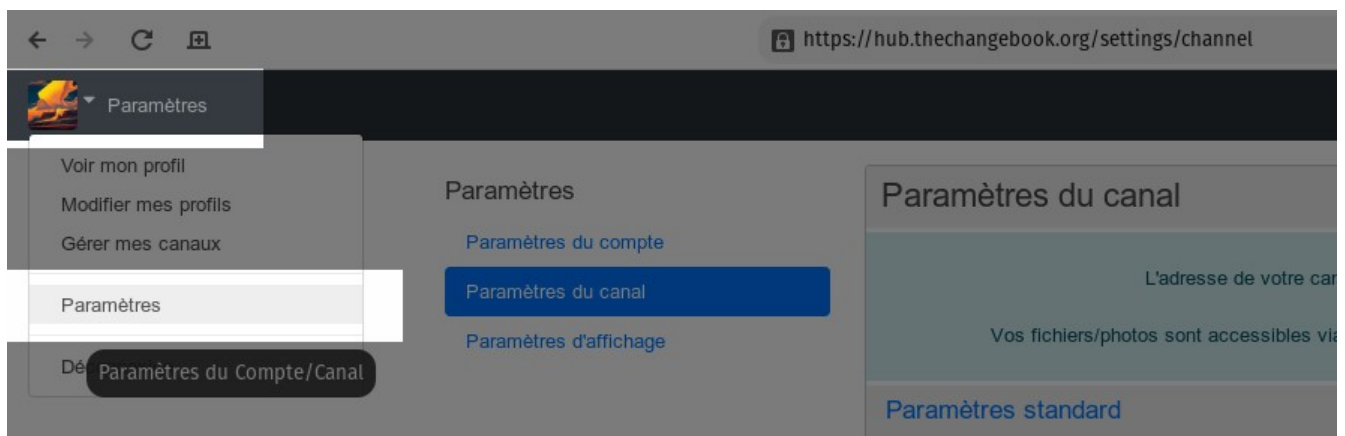 https://hub.thechangebook.org/settings/channel
Paramètres
Voir mon profil
Modifier mes profils
Gérer mes canaux
Paramètres
Dé
Paramètres du Compte/Canal
Paramètres
Paramètres du compte
Paramètres du canal
Paramètres d'affichage
Paramètres du canal
L'adresse de votre can
Vos fichiers/photos sont accessibles via
Paramètres standard